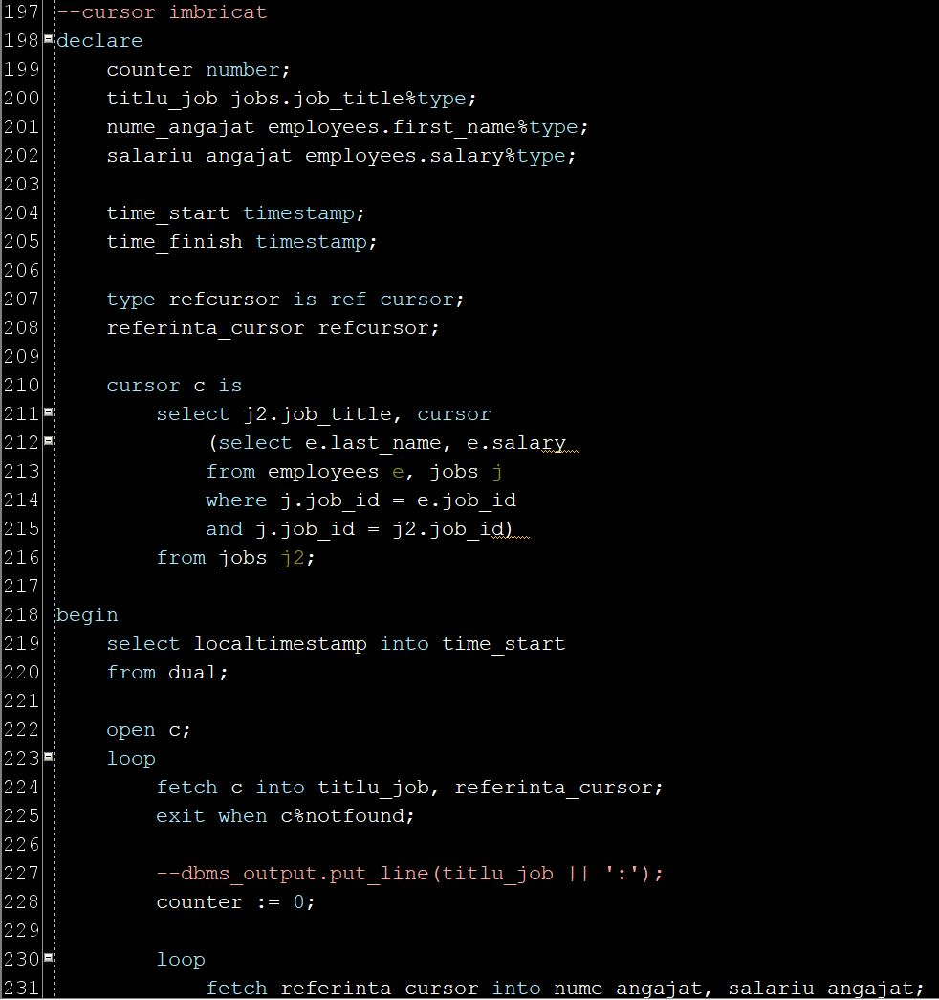 197 --cursor imbricat
198 declare
199     counter number;
200     titlu_job jobs.job_title%type;
201     nume_angajat employees.first_name%type;
202     salariu_angajat employees.salary%type;
203
204     time_start timestamp;
205     time_finish timestamp;
206
207     type refcursor is ref cursor;
208     referinta_cursor refcursor;
209
210     cursor c is
211         select j2.job_title, cursor
212             (select e.last_name, e.salary
213             from employees e, jobs j
214             where j.job_id = e.job_id
215             and j.job_id = j2.job_id)
216         from jobs j2;
217
218 begin
219     select localtimestamp into time_start
220     from dual;
221
222     open c;
223     loop
224         fetch c into titlu_job, referinta_cursor;
225         exit when c%notfound;
226
227         --dbms_output.put_line(titlu_job || ':');
228         counter := 0;
229
230         loop
231             fetch referinta_cursor into nume_angajat, salariu_angajat;